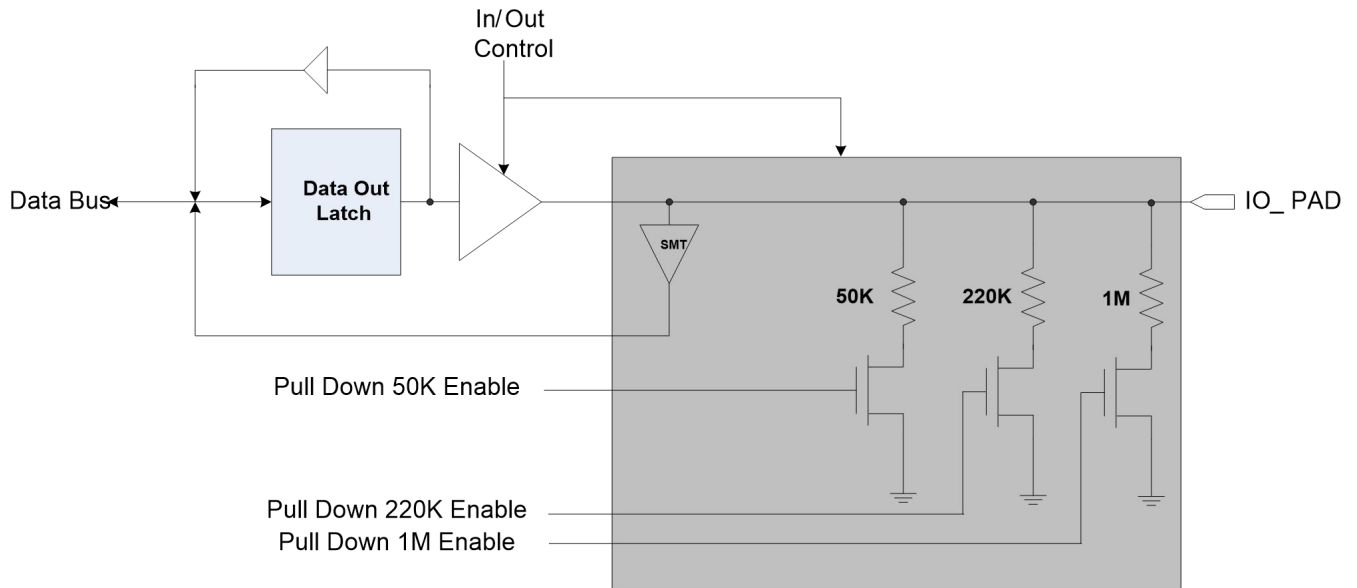 In/Out
Control
Data Bus
Data Out
Latch
IO_ PAD
SMT
50K
220K
1M
Pull Down 50K Enable
Pull Down 220K Enable
Pull Down 1M Enable